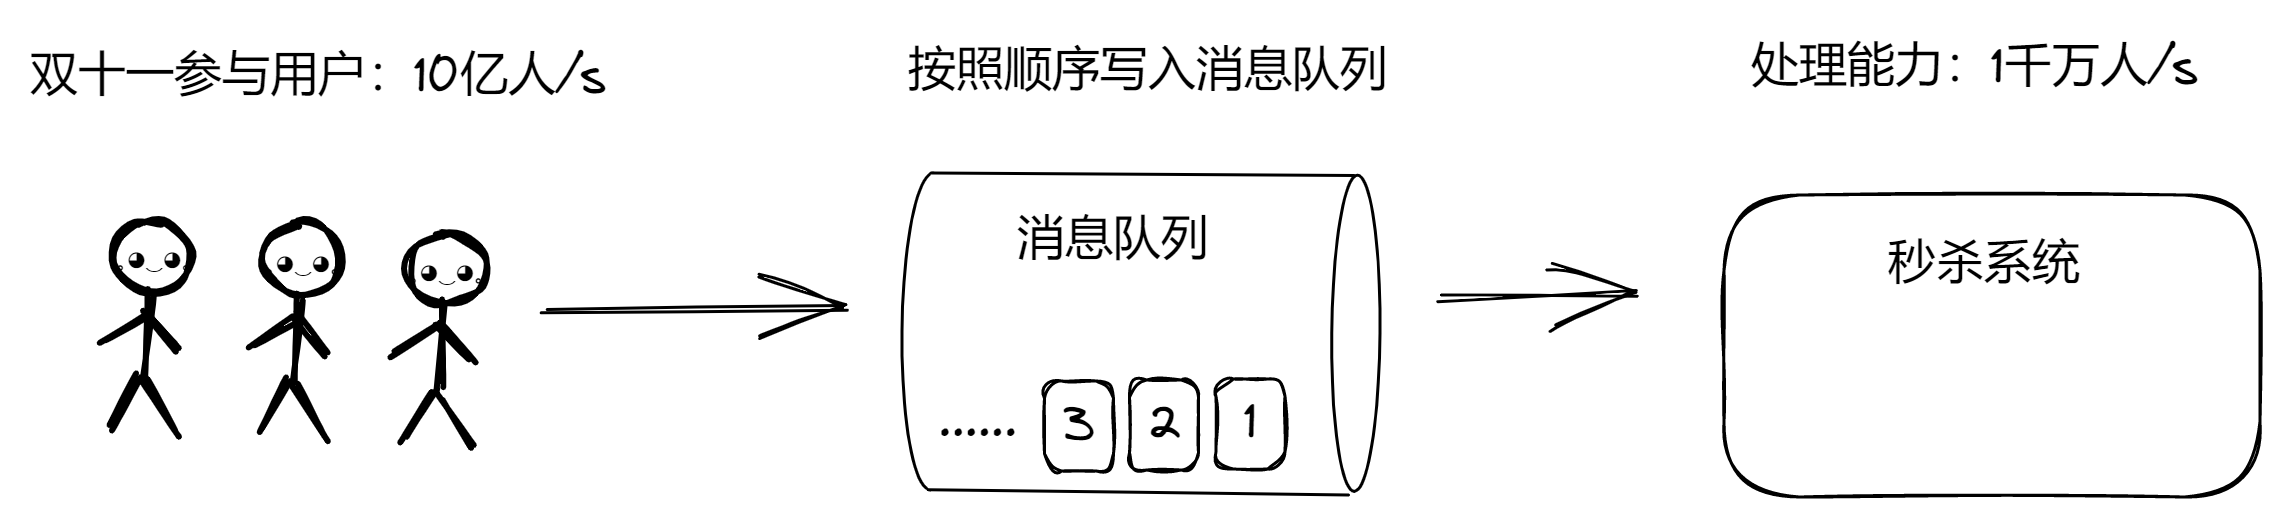 双十一参与用户：10亿人/s
按照顺序写入消息队列
处理能力：1千万人/s
消息队列
...... 3 2 1
秒杀系统